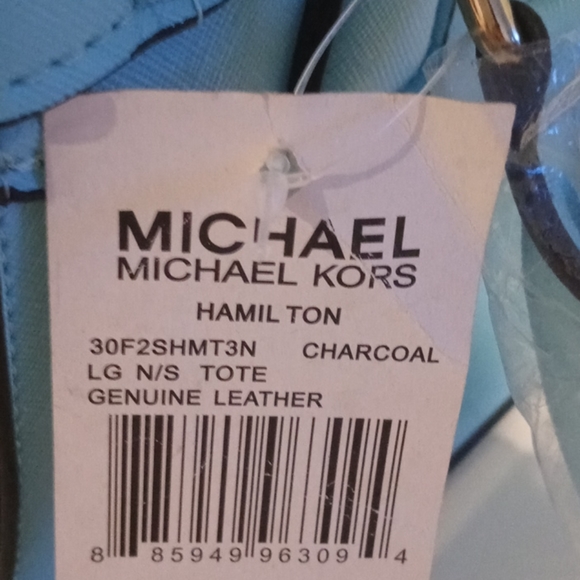 MICHAEL
MICHAEL KORS
HAMILTON
30F2SHMT3N CHARCOAL
LG N/S TOTE
GENUINE LEATHER
8 85949 96309 4